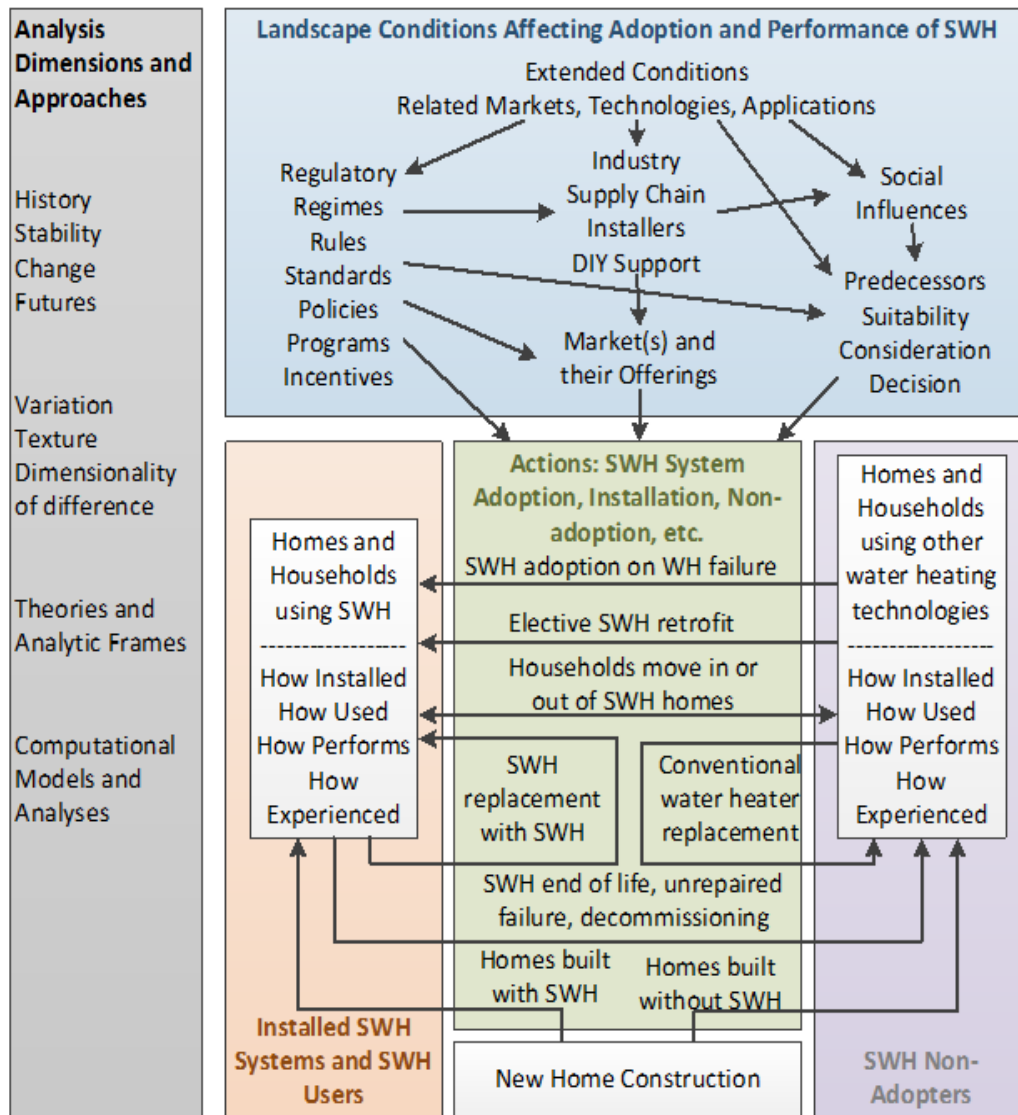 Analysis
Dimensions and
Approaches
History
Stability
Change
Futures
Variation
Texture
Dimensionality
of difference
Theories and
Analytic Frames
Computational
Models and
Analyses
Landscape Conditions Affecting Adoption and Performance of SWH
Extended Conditions
Related Markets, Technologies, Applications
Regulatory
Regimes
Rules
Standards
Policies
Programs
Incentives
Industry
Supply Chain
Installers
DIY Support
Market(s) and
their Offerings
Social
Influences
Predecessors
Suitability
Consideration
Decision
Homes and
Households
using SWH
--------------------
How Installed
How Used
How Performs
How
Experienced
Installed SWH
Systems and SWH
Users
Actions: SWH System
Adoption, Installation, Non-
adoption, etc.
SWH adoption on WH failure
Elective SWH retrofit
Households move in or
out of SWH homes
SWH
replacement
with SWH
Conventional
water heater
replacement
SWH end of life, unrepaired
failure, decommissioning
Homes built
with SWH
Homes built
without SWH
New Home Construction
Homes and
Households
using other
water heating
technologies
--------------------
How Installed
How Used
How Performs
How
Experienced
SWH Non-
Adopters